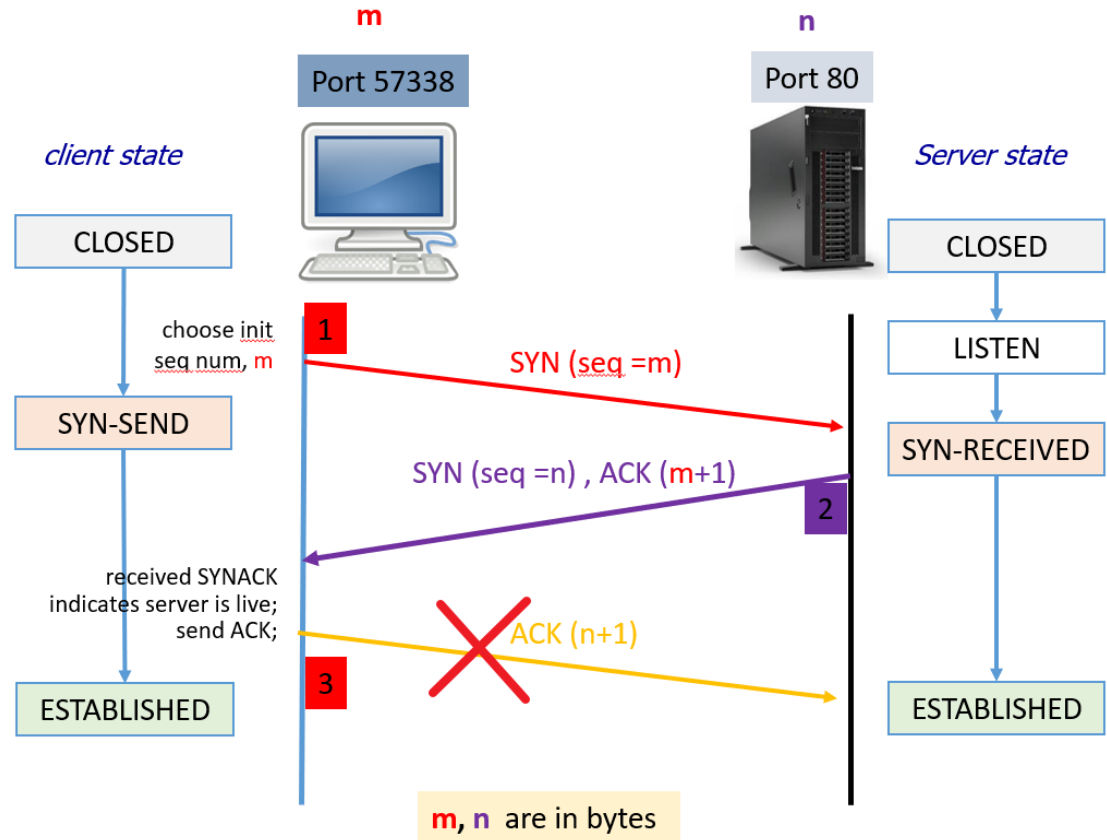 m
n
Port 57338
Port 80
client state
Server state
CLOSED
CLOSED
choose init
seq num, m
1
SYN (seq =m)
LISTEN
SYN-SEND
SYN-RECEIVED
SYN (seq =n) , ACK (m+1)
2
received SYNACK
indicates server is live;
send ACK;
ACK (n+1)
3
ESTABLISHED
ESTABLISHED
m, n are in bytes